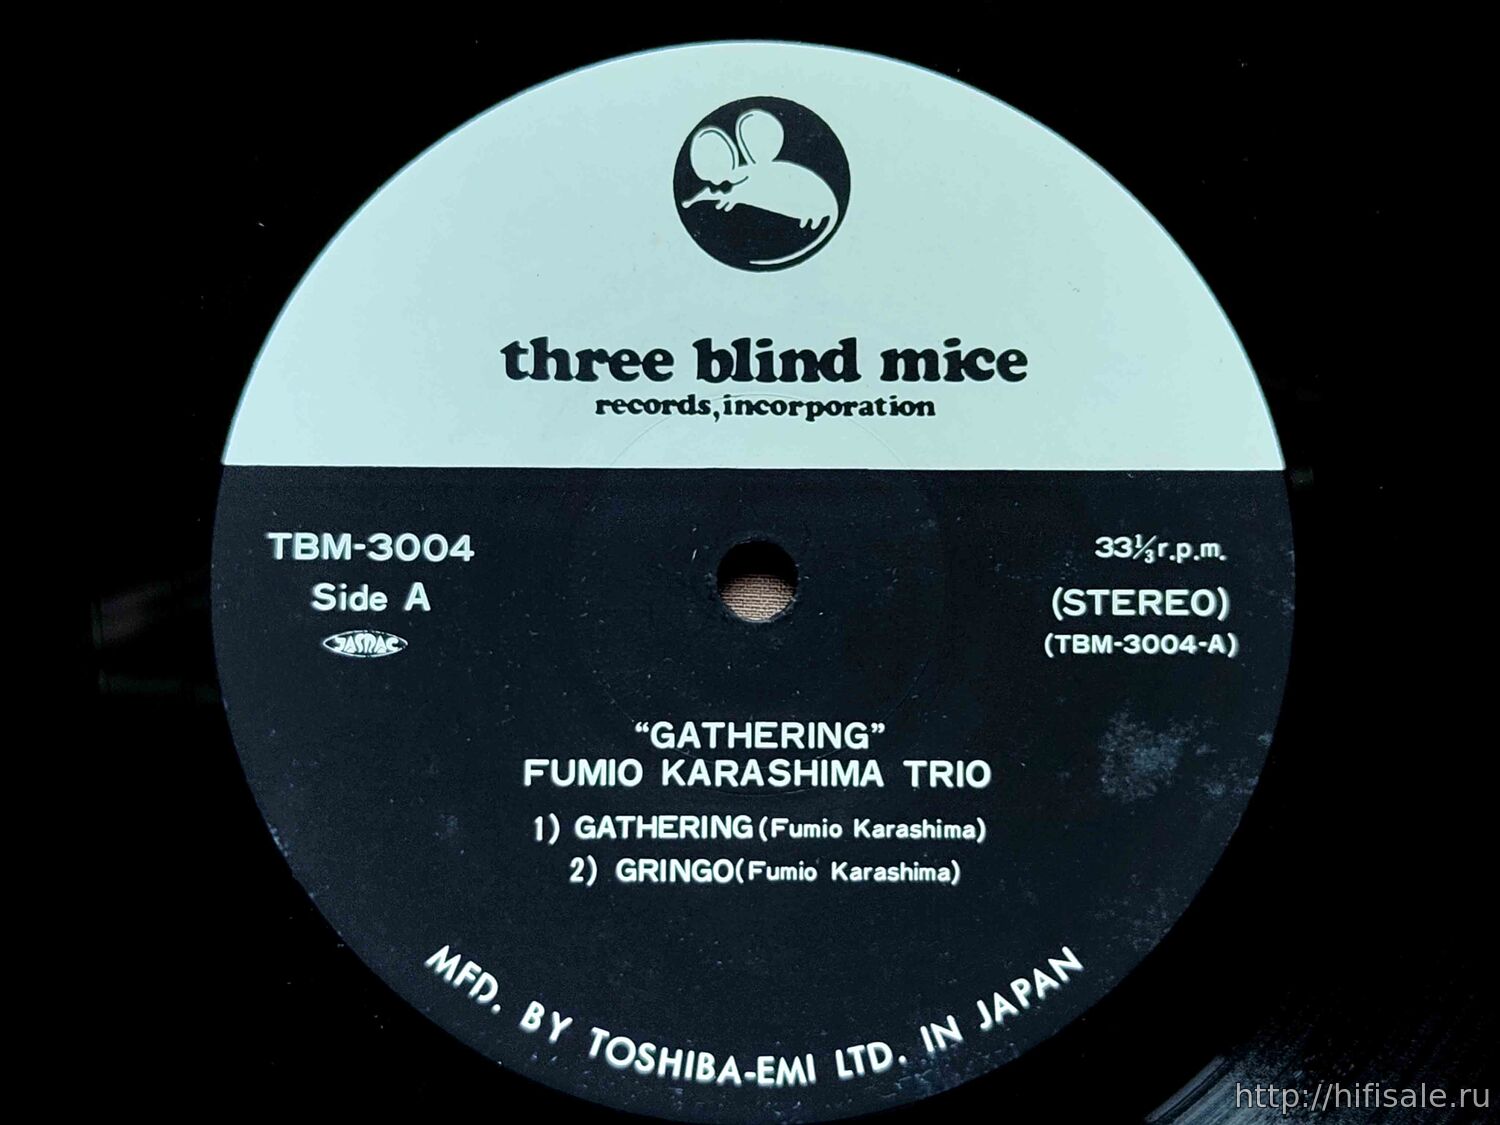 three blind mice
records, incorporation
TBM-3004
Side A
JASRAC
33⅓ r.p.m.
(STEREO)
(TBM-3004-A)
“GATHERING”
FUMIO KARASHIMA TRIO
1) GATHERING (Fumio Karashima)
2) GRINGO (Fumio Karashima)
MFD. BY TOSHIBA-EMI LTD. IN JAPAN
http://hifisale.ru